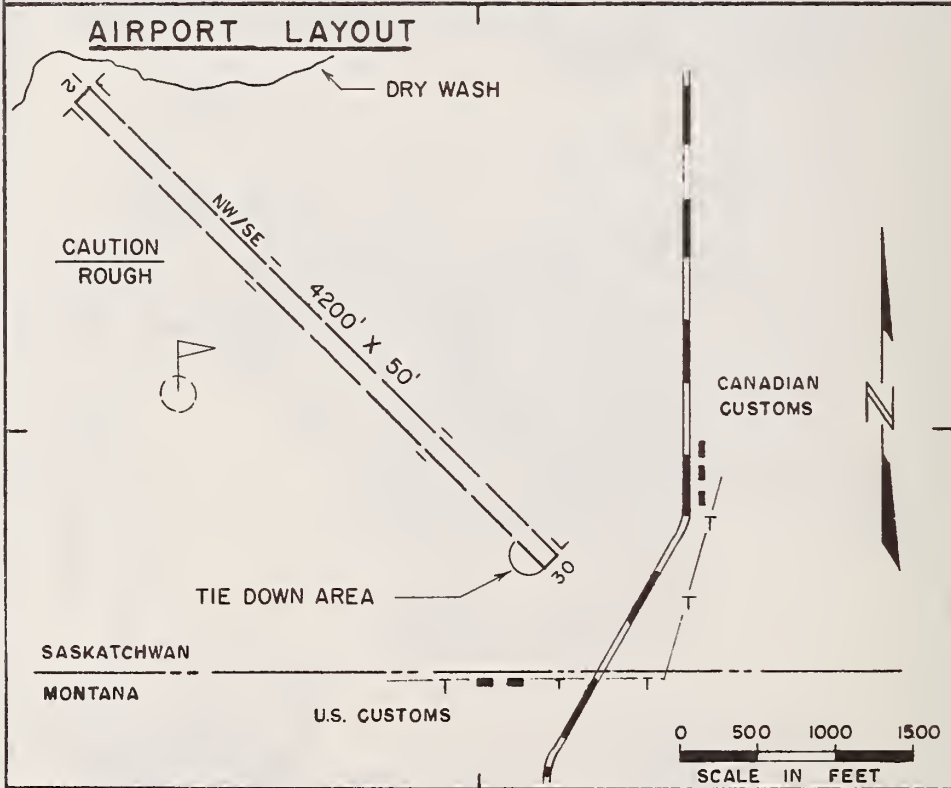 AIRPORT LAYOUT
DRY WASH
12
NW/SE
CAUTION
ROUGH
4200' X 50'
CANADIAN
CUSTOMS
N
T
30
TIE DOWN AREA
T
SASKATCHWAN
MONTANA
T
T
T
U.S. CUSTOMS
0 500 1000 1500
SCALE IN FEET